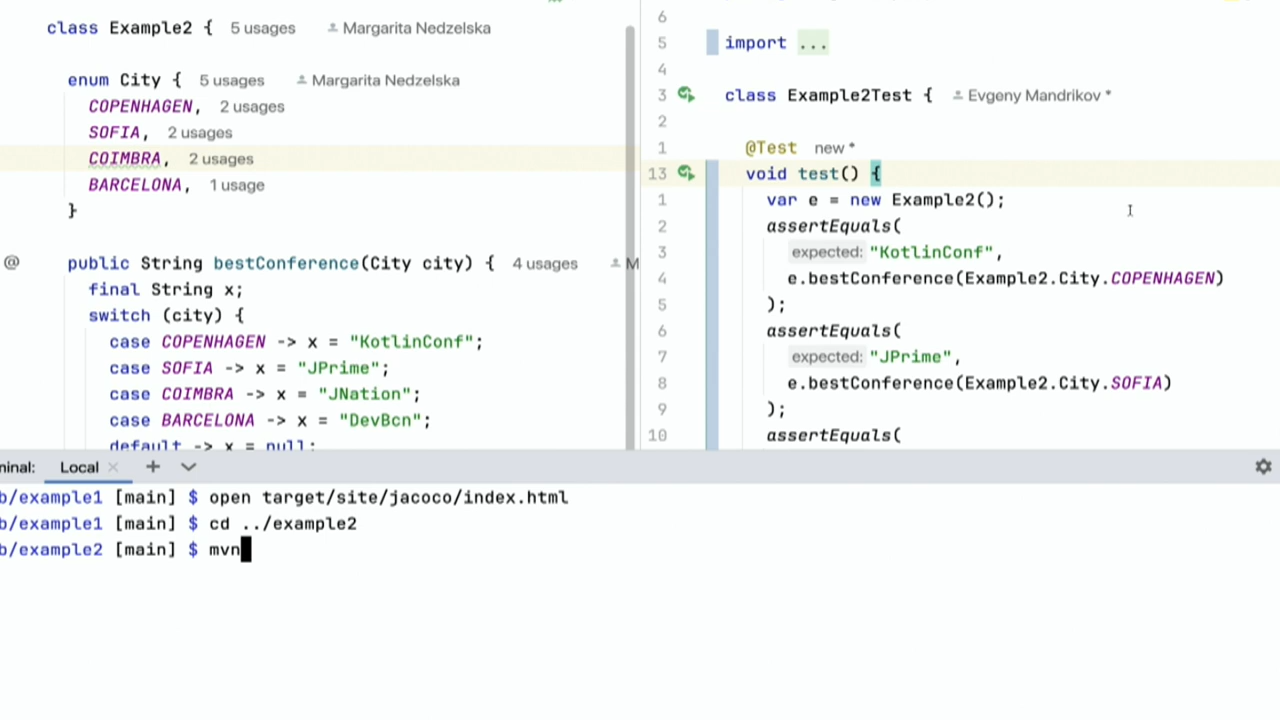 class Example2 { 5 usages Margarita Nedzelska
enum City { 5 usages Margarita Nedzelska
COPENHAGEN, 2 usages
SOFIA, 2 usages
COIMBRA, 2 usages
BARCELONA, 1 usage
}
@ public String bestConference(City city) { 4 usages M
final String x;
switch (city) {
case COPENHAGEN -> x = "KotlinConf";
case SOFIA -> x = "JPrime";
case COIMBRA -> x = "JNation";
case BARCELONA -> x = "DevBcn";
default -> x = null;
6
5 import ...
4
3 class Example2Test { Evgeny Mandrikov *
2
1 @Test new *
13 void test() {
1 var e = new Example2();
2 assertEquals(
3 expected: "KotlinConf",
4 e.bestConference(Example2.City.COPENHAGEN)
5 );
6 assertEquals(
7 expected: "JPrime",
8 e.bestConference(Example2.City.SOFIA)
9 );
10 assertEquals(
minal: Local × +
b/example1 [main] $ open target/site/jacoco/index.html
b/example1 [main] $ cd ../example2
b/example2 [main] $ mvn